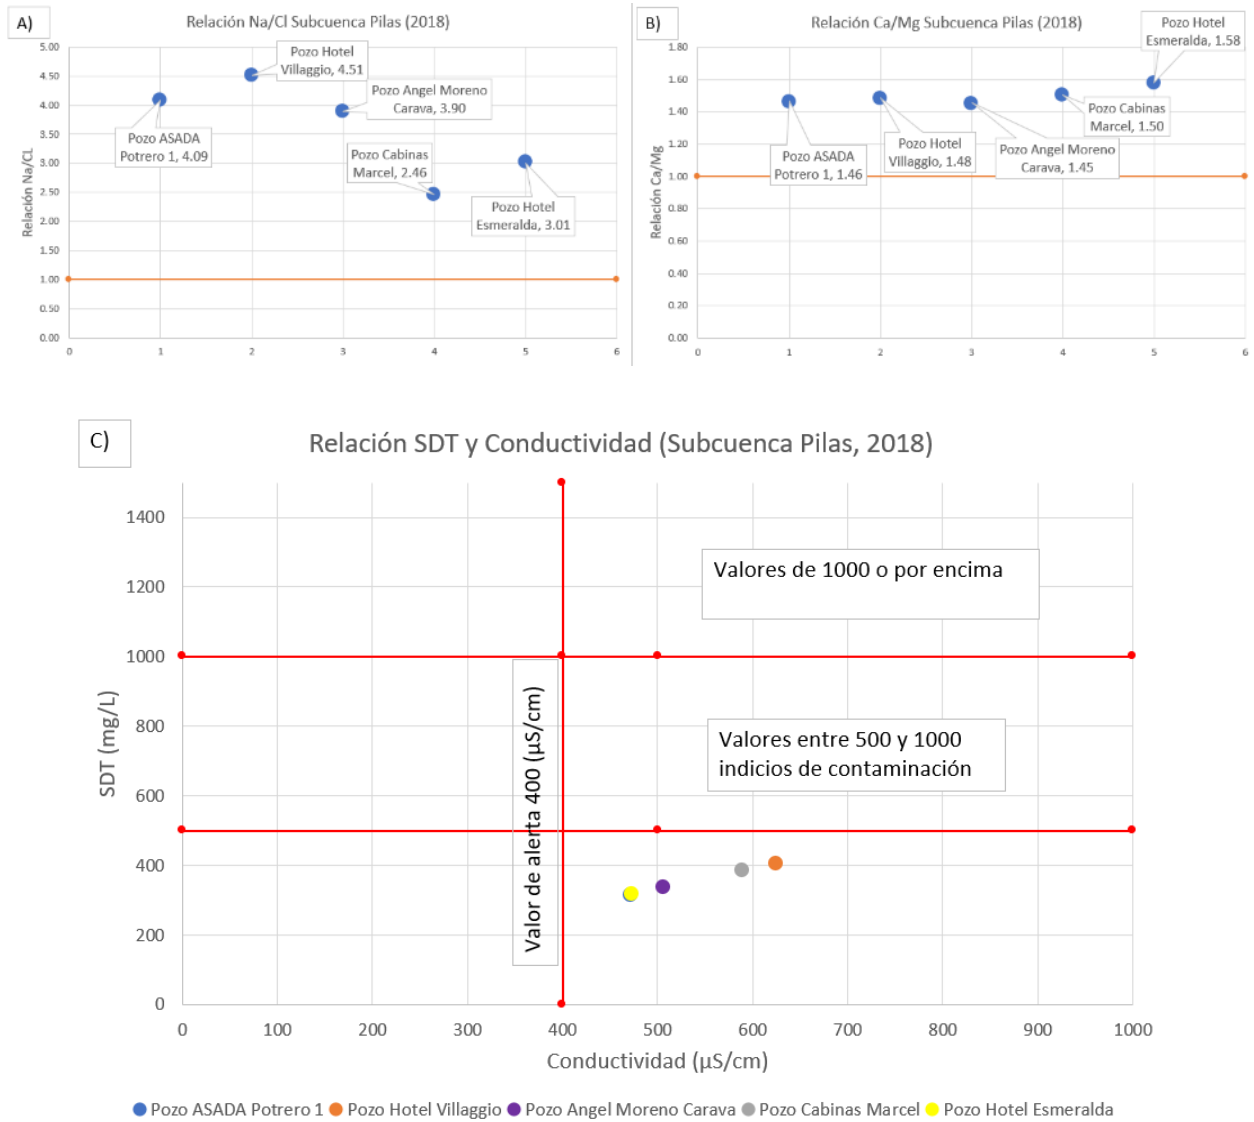 A)
Relación Na/Cl Subcuenca Pilas (2018)
5.00
4.50
4.00
3.50
3.00
2.50
2.00
1.50
1.00
0.50
0.00
Relación Na/CL
Pozo ASADA
Potrero 1, 4.09
Pozo Hotel
Villaggio, 4.51
Pozo Angel Moreno
Carava, 3.90
Pozo Cabinas
Marcel, 2.46
Pozo Hotel
Esmeralda, 3.01
0 1 2 3 4 5 6
B)
Relación Ca/Mg Subcuenca Pilas (2018)
1.80
1.60
1.40
1.20
1.00
0.80
0.60
0.40
0.20
0.00
Relación Ca/Mg
Pozo ASADA
Potrero 1, 1.46
Pozo Hotel
Villaggio, 1.48
Pozo Angel Moreno
Carava, 1.45
Pozo Cabinas
Marcel, 1.50
Pozo Hotel
Esmeralda, 1.58
0 1 2 3 4 5 6
C)
Relación SDT y Conductividad (Subcuenca Pilas, 2018)
1400
1200
1000
800
600
400
200
0
SDT (mg/L)
Valores de 1000 o por encima
Valor de alerta 400 (µS/cm)
Valores entre 500 y 1000
indicios de contaminación
0 100 200 300 400 500 600 700 800 900 1000
Conductividad (µS/cm)
Pozo ASADA Potrero 1 Pozo Hotel Villaggio Pozo Angel Moreno Carava Pozo Cabinas Marcel Pozo Hotel Esmeralda